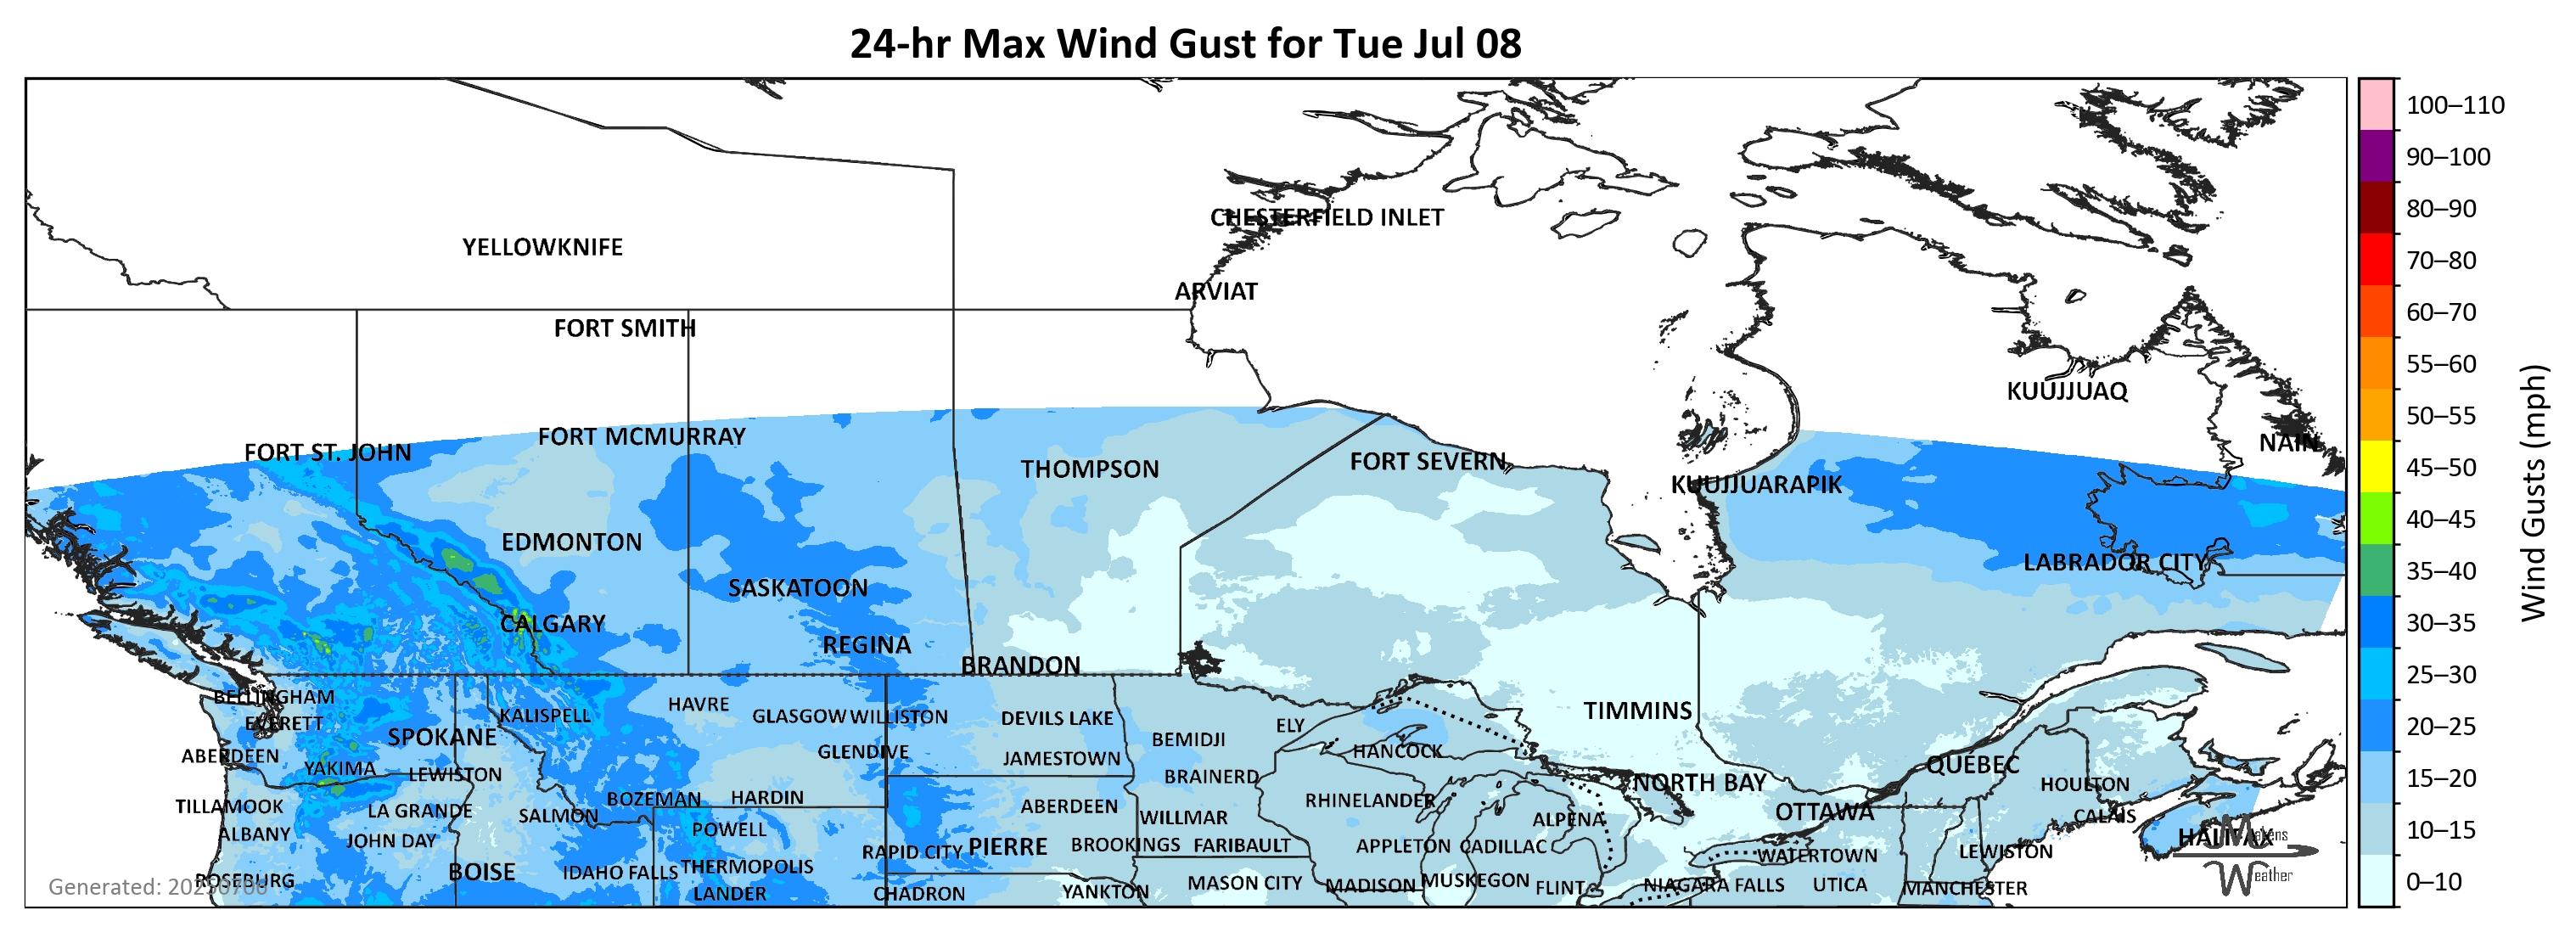 24-hr Max Wind Gust for Tue Jul 08
100–110
90–100
80–90
70–80
60–70
55–60
50–55
45–50
40–45
35–40
30–35
25–30
20–25
15–20
10–15
0–10
Wind Gusts (mph)
CHESTERFIELD INLET
YELLOWKNIFE
ARVIAT
FORT SMITH
KUUJJUAQ
FORT MCMURRAY
NAIN
FORT ST. JOHN
FORT SEVERN
THOMPSON
KUUJJUARAPIK
EDMONTON
LABRADOR CITY
SASKATOON
CALGARY
REGINA
BRANDON
BELLINGHAM
HAVRE
TIMMINS
KALISPELL
GLASGOW
WILLISTON
DEVILS LAKE
EVERETT
ELY
SPOKANE
BEMIDJI
GLENDIVE
HANCOCK
ABERDEEN
JAMESTOWN
QUÉBEC
YAKIMA
LEWISTON
BRAINERD
NORTH BAY
HOULTON
BOZEMAN
HARDIN
RHINELANDER
TILLAMOOK
ABERDEEN
LA GRANDE
OTTAWA
SALMON
CALAIS
WILLMAR
ALPENA
POWELL
ALBANY
HALIFAX
Makens
JOHN DAY
BROOKINGS
FARIBAULT
APPLETON
CADILLAC
PIERRE
RAPID CITY
LEWISTON
WATERTOWN
THERMOPOLIS
BOISE
IDAHO FALLS
Weather
ROSEBURG
MUSKEGON
MASON CITY
MADISON
NIAGARA FALLS
UTICA
Generated: 20250706
FLINT
MANCHESTER
YANKTON
LANDER
CHADRON